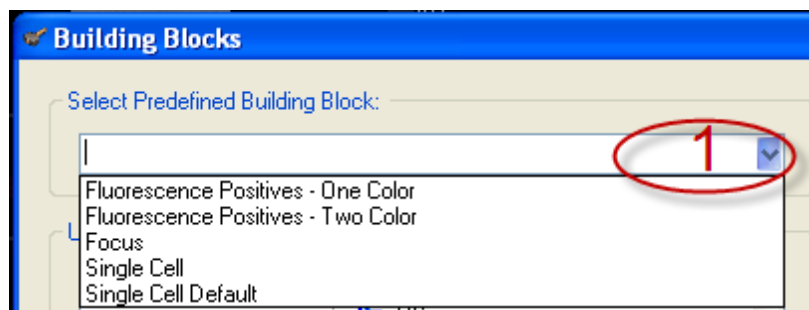 Building Blocks
Select Predefined Building Block:
1
Fluorescence Positives - One Color
Fluorescence Positives - Two Color
Focus
Single Cell
Single Cell Default